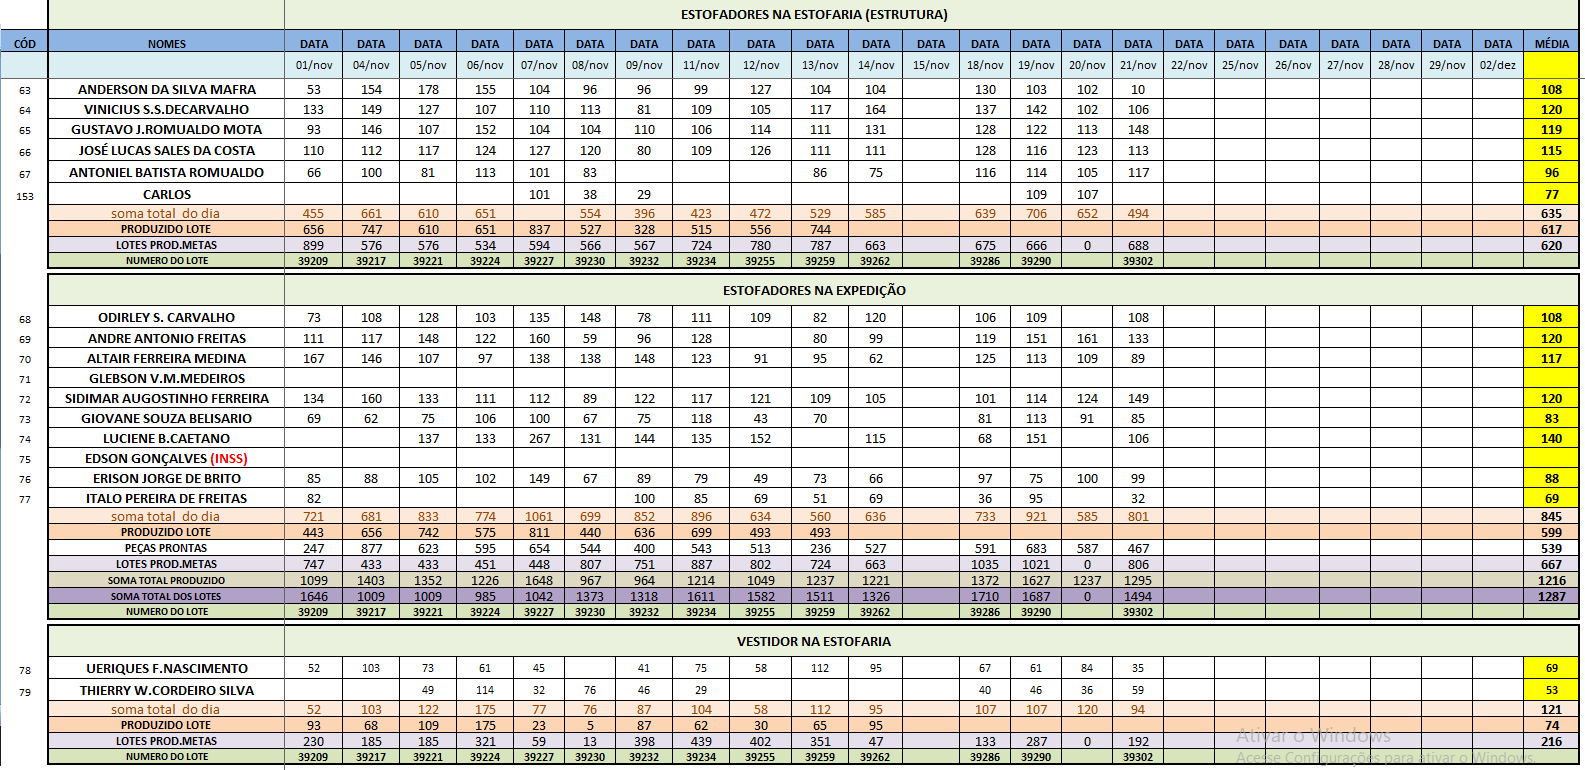 ESTOFADORES NA ESTOFARIA (ESTRUTURA)
CÓD NOMES DATA DATA DATA DATA DATA DATA DATA DATA DATA DATA DATA DATA DATA DATA DATA DATA DATA DATA DATA DATA DATA DATA MÉDIA
01/nov 04/nov 05/nov 06/nov 07/nov 08/nov 09/nov 11/nov 12/nov 13/nov 14/nov 15/nov 18/nov 19/nov 20/nov 21/nov 22/nov 25/nov 26/nov 27/nov 28/nov 29/nov 02/dez
63 ANDERSON DA SILVA MAFRA 53 154 178 155 104 96 96 99 127 104 104 130 103 102 10 108
64 VINICIUS S.S.DECARVALHO 133 149 127 107 110 113 81 109 105 117 164 137 142 102 106 120
65 GUSTAVO J.ROMUALDO MOTA 93 146 107 152 104 104 110 106 114 111 131 128 122 113 148 119
66 JOSÉ LUCAS SALES DA COSTA 110 112 117 124 127 120 80 109 126 111 111 128 116 123 113 115
67 ANTONIEL BATISTA ROMUALDO 66 100 81 113 101 83 86 75 116 114 105 117 96
153 CARLOS 101 38 29 109 107 77
soma total do dia 455 661 610 651 554 396 423 472 529 585 639 706 652 494 635
PRODUZIDO LOTE 656 747 610 651 837 527 328 515 556 744 617
LOTES PROD.METAS 899 576 576 534 594 566 567 724 780 787 663 675 666 0 688 620
NUMERO DO LOTE 39209 39217 39221 39224 39227 39230 39232 39234 39255 39259 39262 39286 39290 39302
ESTOFADORES NA EXPEDIÇÃO
68 ODIRLEY S. CARVALHO 73 108 128 103 135 148 78 111 109 82 120 106 109 108 108
69 ANDRE ANTONIO FREITAS 111 117 148 122 160 59 96 128 80 99 119 151 161 133 120
70 ALTAIR FERREIRA MEDINA 167 146 107 97 138 138 148 123 91 95 62 125 113 109 89 117
71 GLEBSON V.M.MEDEIROS
72 SIDIMAR AUGOSTINHO FERREIRA 134 160 133 111 112 89 122 117 121 109 105 101 114 124 149 120
73 GIOVANE SOUZA BELISARIO 69 62 75 106 100 67 75 118 43 70 81 113 91 85 83
74 LUCIENE B.CAETANO 137 133 267 131 144 135 152 115 68 151 106 140
75 EDSON GONÇALVES (INSS)
76 ERISON JORGE DE BRITO 85 88 105 102 149 67 89 79 49 73 66 97 75 100 99 88
77 ITALO PEREIRA DE FREITAS 82 100 85 69 51 69 36 95 32 69
soma total do dia 721 681 833 774 1061 699 852 896 634 560 636 733 921 585 801 845
PRODUZIDO LOTE 443 656 742 575 811 440 636 699 493 493 599
PEÇAS PRONTAS 247 877 623 595 654 544 400 543 513 236 527 591 683 587 467 539
LOTES PROD.METAS 747 433 433 451 448 807 751 887 802 724 663 1035 1021 0 806 667
SOMA TOTAL PRODUZIDO 1099 1403 1352 1226 1648 967 964 1214 1049 1237 1221 1372 1627 1237 1295 1216
SOMA TOTAL DOS LOTES 1646 1009 1009 985 1042 1373 1318 1611 1582 1511 1326 1710 1687 0 1494 1287
NUMERO DO LOTE 39209 39217 39221 39224 39227 39230 39232 39234 39255 39259 39262 39286 39290 39302
VESTIDOR NA ESTOFARIA
78 UERIQUES F.NASCIMENTO 52 103 73 61 45 41 75 58 112 95 67 61 84 35 69
79 THIERRY W.CORDEIRO SILVA 49 114 32 76 46 29 40 46 36 59 53
soma total do dia 52 103 122 175 77 76 87 104 58 112 95 107 107 120 94 121
PRODUZIDO LOTE 93 68 109 175 23 5 87 62 30 65 95 74
LOTES PROD.METAS 230 185 185 321 59 13 398 439 402 351 47 133 287 0 192 216
NUMERO DO LOTE 39209 39217 39221 39224 39227 39230 39232 39234 39255 39259 39262 39286 39290 39302
Ativar o Windows
Acesse Configurações para ativar o Windows.